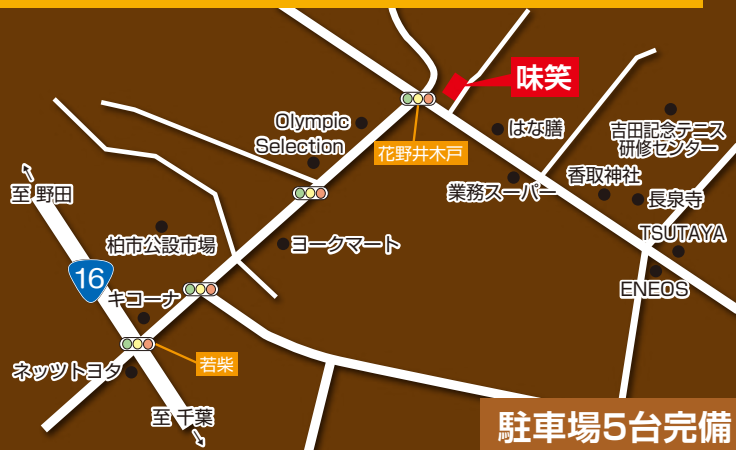 味笑
Olympic
Selection
花野井木戸
はな膳
吉田記念テニス
研修センター
業務スーパー
香取神社
長泉寺
至 野田
TSUTAYA
柏市公設市場
ヨークマート
16
キコーナ
ENEOS
若柴
ネッツトヨタ
至 千葉
駐車場5台完備